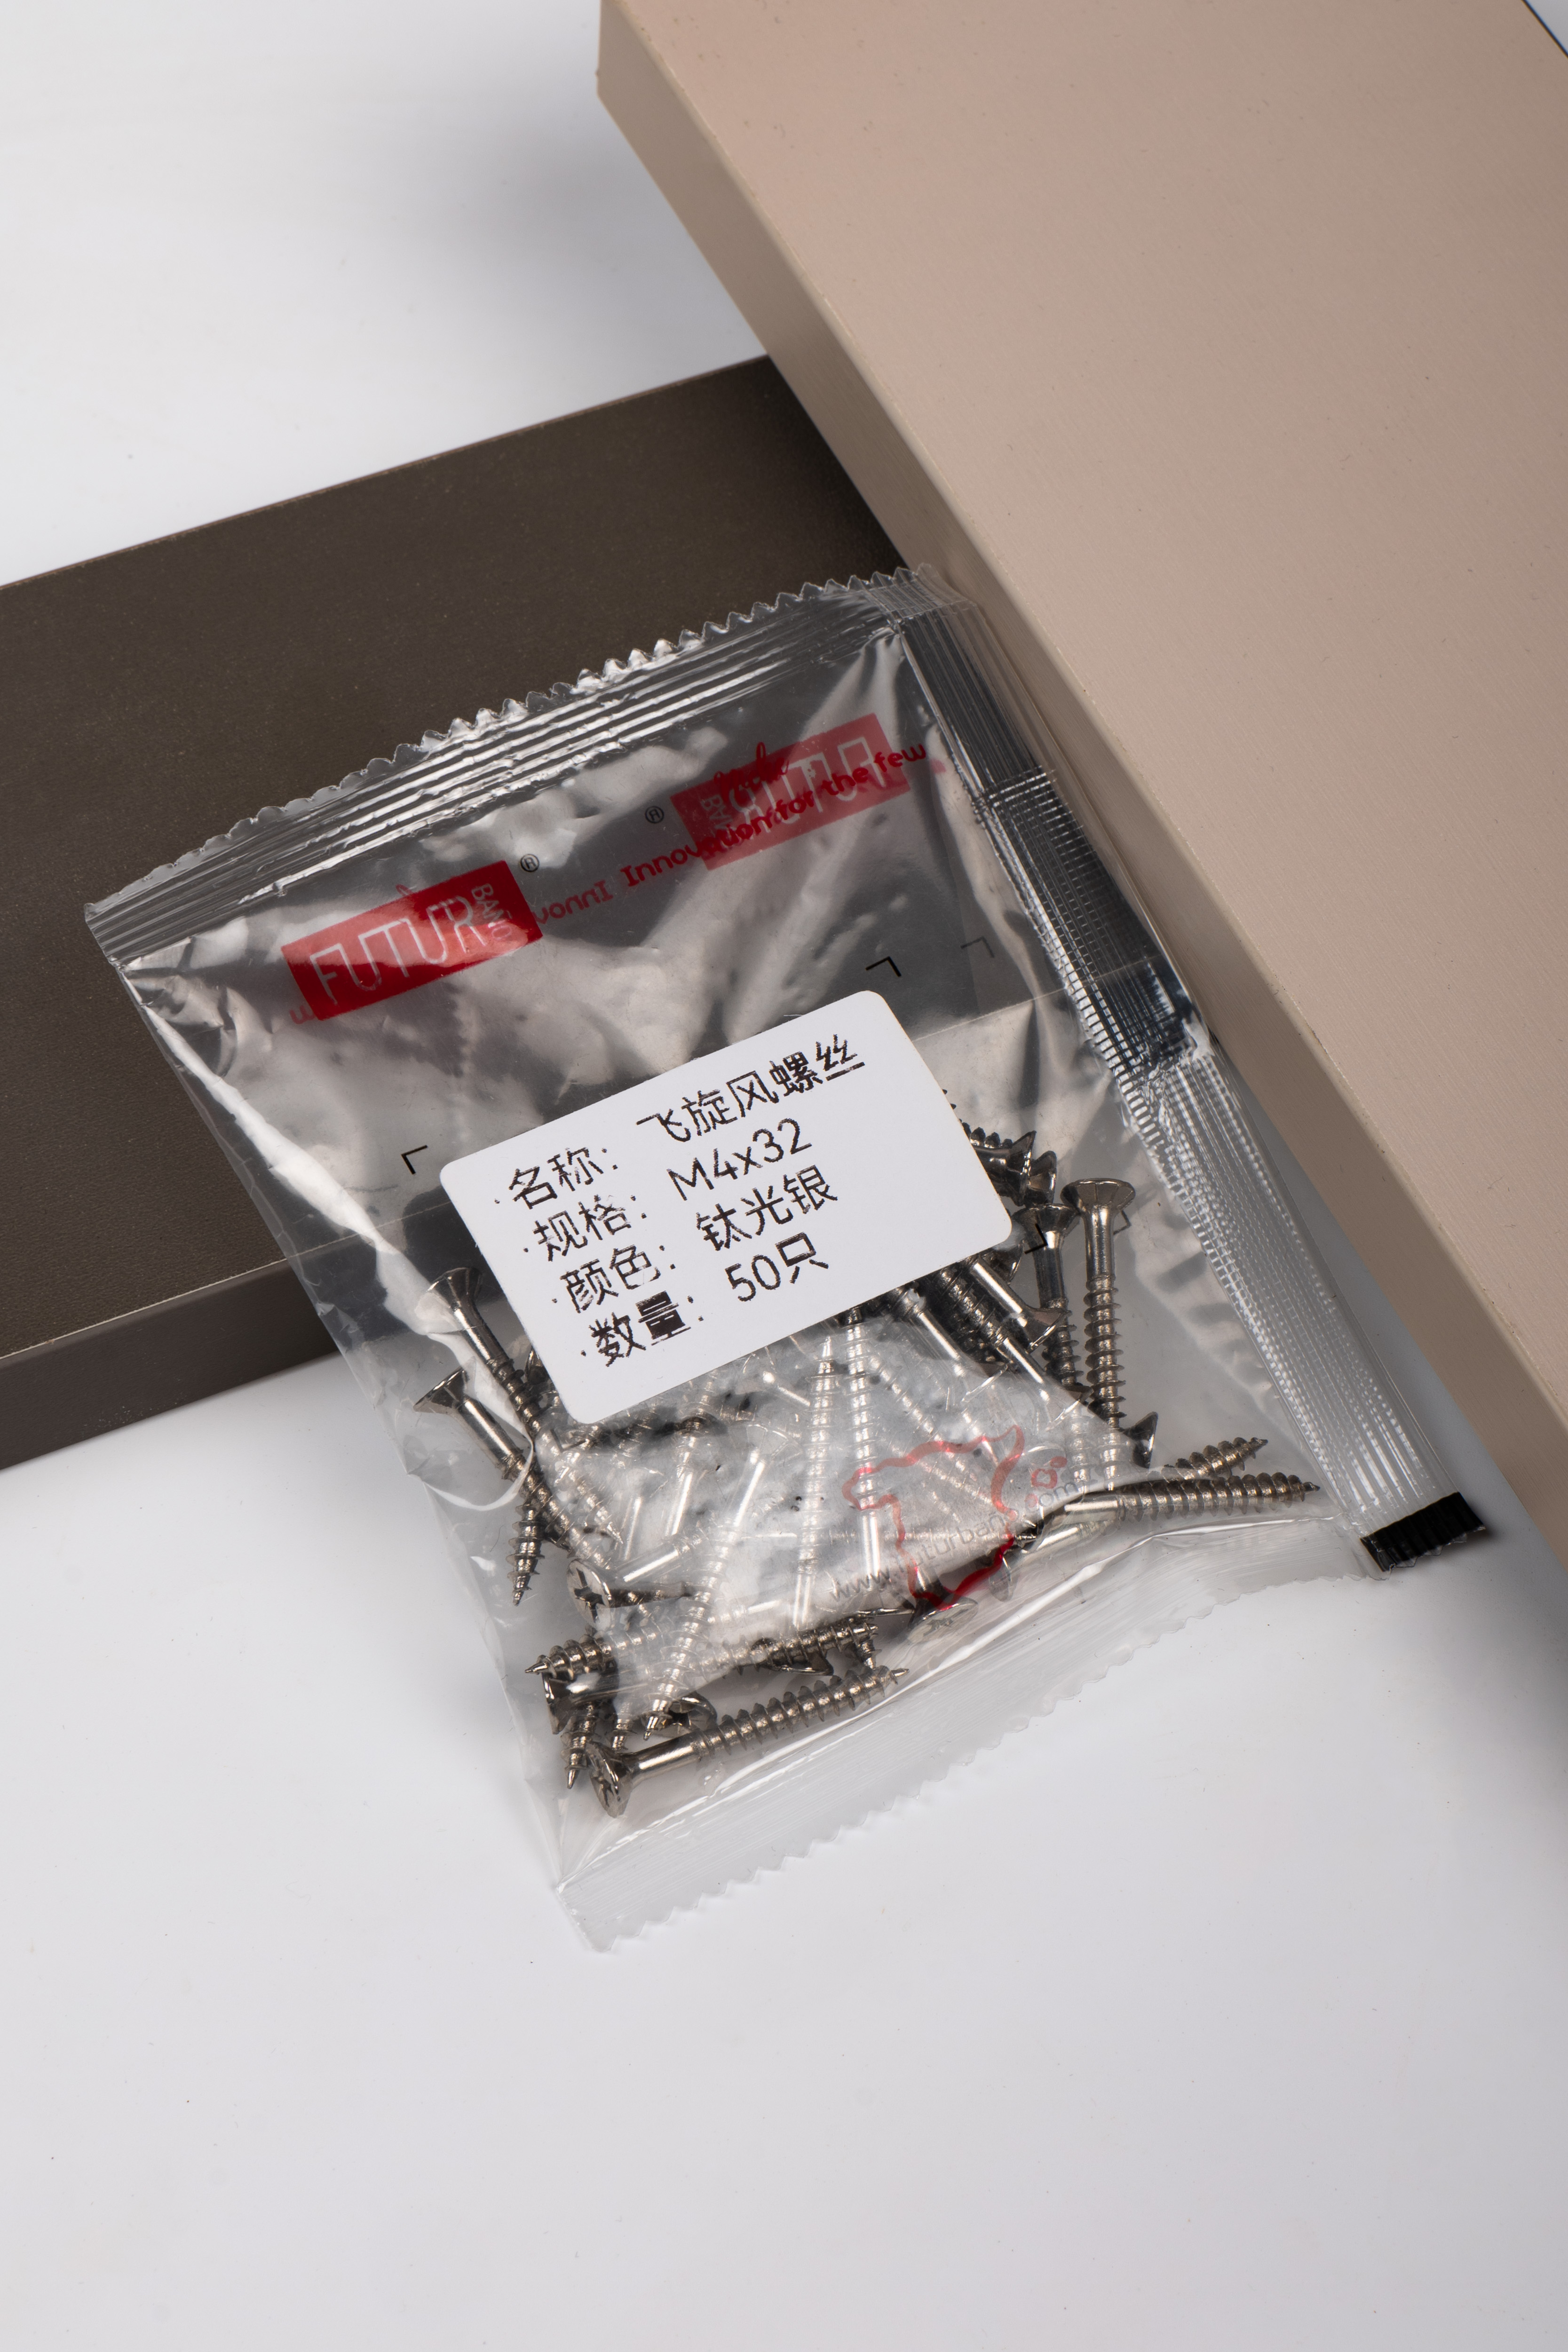 FUTUR
BANG
®
®
Innovation for the few
名称： 飞旋风螺丝
规格： M4x32
颜色： 钛光银
数量： 50只